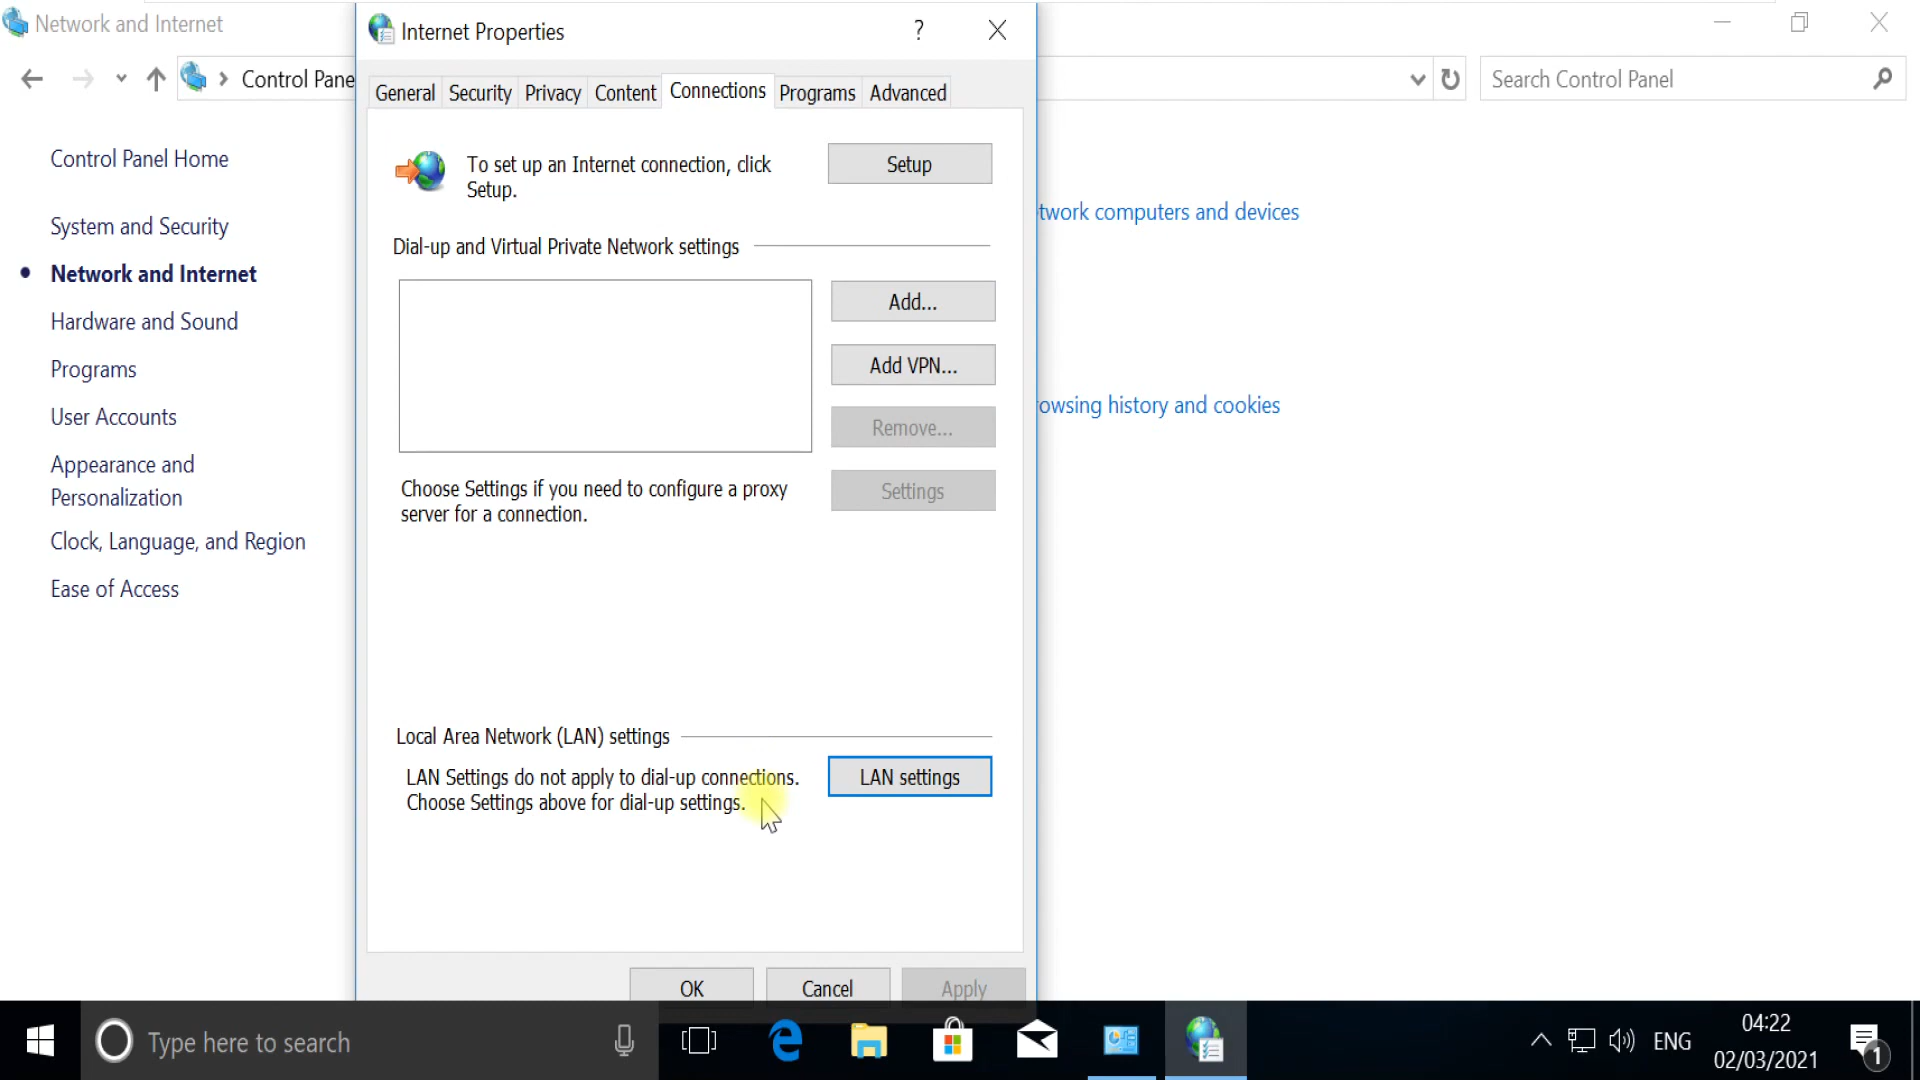 Network and Internet
Internet Properties
?
Control Pane
Search Control Panel
General
Security
Privacy
Content
Connections
Programs
Advanced
Control Panel Home
System and Security
Network and Internet
Hardware and Sound
Programs
User Accounts
Appearance and
Personalization
Clock, Language, and Region
Ease of Access
To set up an Internet connection, click
Setup.
Setup
Dial-up and Virtual Private Network settings
Add...
Add VPN...
Remove...
Choose Settings if you need to configure a proxy
server for a connection.
Settings
Local Area Network (LAN) settings
LAN Settings do not apply to dial-up connections.
Choose Settings above for dial-up settings.
LAN settings
OK
Cancel
Apply
twork computers and devices
owsing history and cookies
Type here to search
ENG
04:22
02/03/2021
1